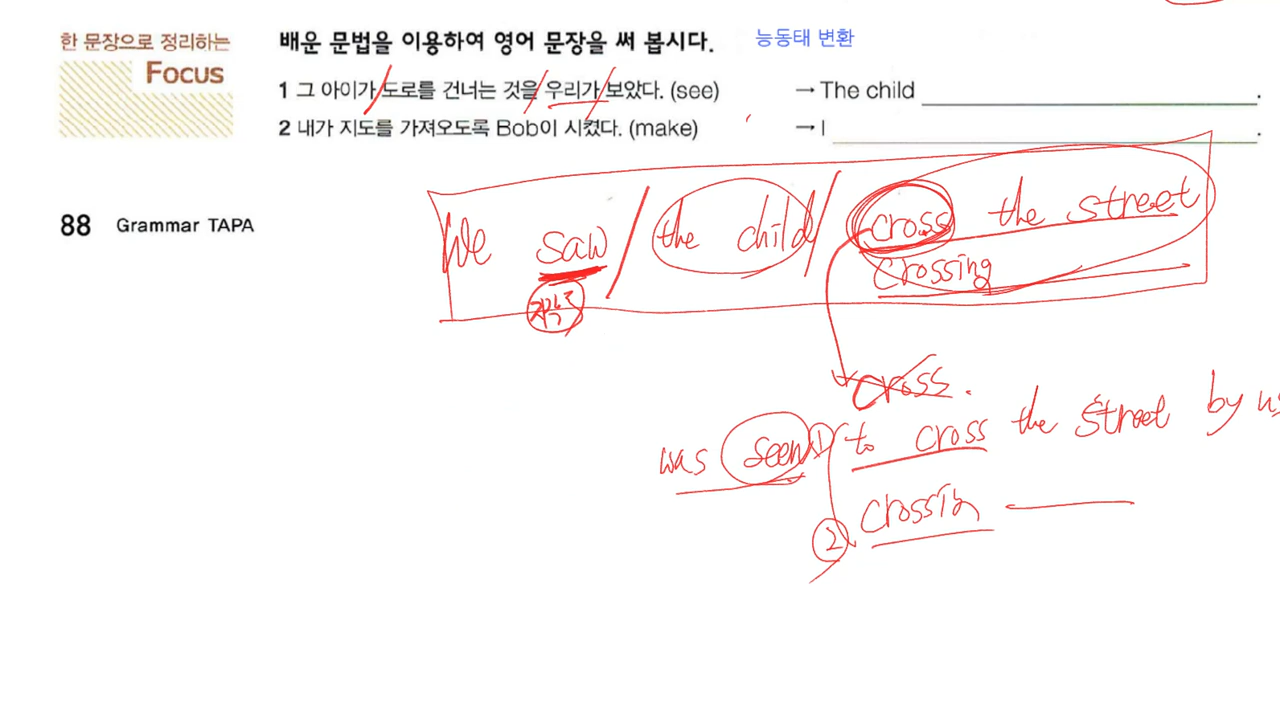 한 문장으로 정리하는
Focus
배운 문법을 이용하여 영어 문장을 써 봅시다.
능동태 변환
1 그 아이가 도로를 건너는 것을 우리가 보았다. (see)
→ The child .
2 내가 지도를 가져오도록 Bob이 시켰다. (make)
→ I .
88 Grammar TAPA
We saw / the child / cross the street
crossing
cross.
was seen ① to cross the street by us
② crossing